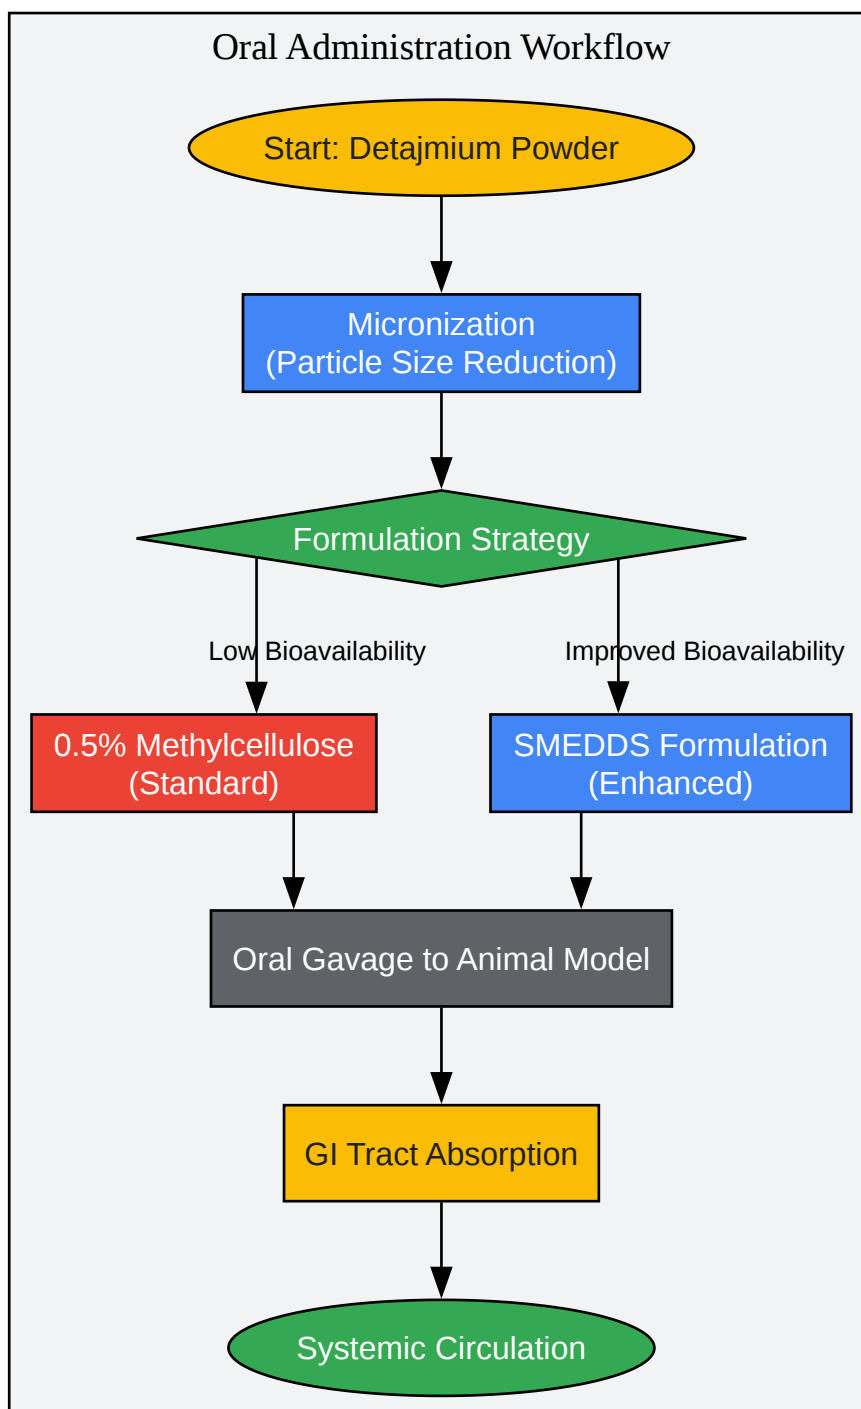 Oral Administration Workflow
Start: Detajmium Powder
Micronization
(Particle Size Reduction)
Formulation Strategy
Low Bioavailability
Improved Bioavailability
0.5% Methylcellulose
(Standard)
SMEDDS Formulation
(Enhanced)
Oral Gavage to Animal Model
GI Tract Absorption
Systemic Circulation